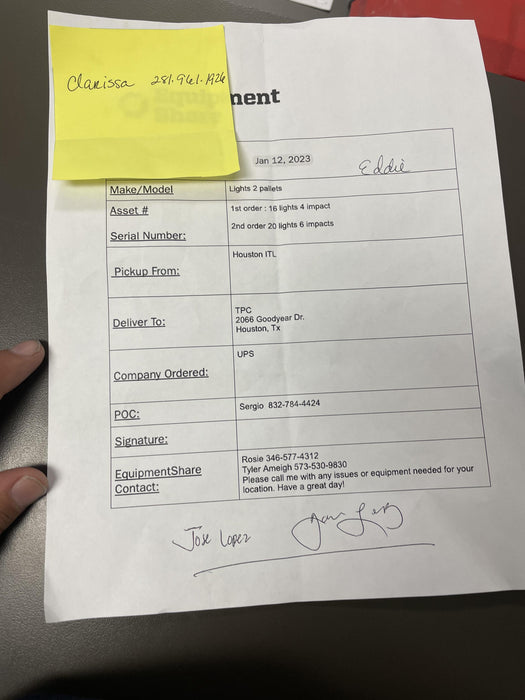 Clarissa 281.961.1926
Equipment
Share
Jan 12, 2023
Eddie
Make/Model
Lights 2 pallets
Asset #
1st order : 16 lights 4 impact
2nd order 20 lights 6 impacts
Serial Number:
Pickup From:
Houston ITL
Deliver To:
TPC
2066 Goodyear Dr.
Houston, Tx
Company Ordered:
UPS
POC:
Sergio 832-784-4424
Signature:
EquipmentShare
Contact:
Rosie 346-577-4312
Tyler Ameigh 573-530-9830
Please call me with any issues or equipment needed for your
location. Have a great day!
Jose Lopez